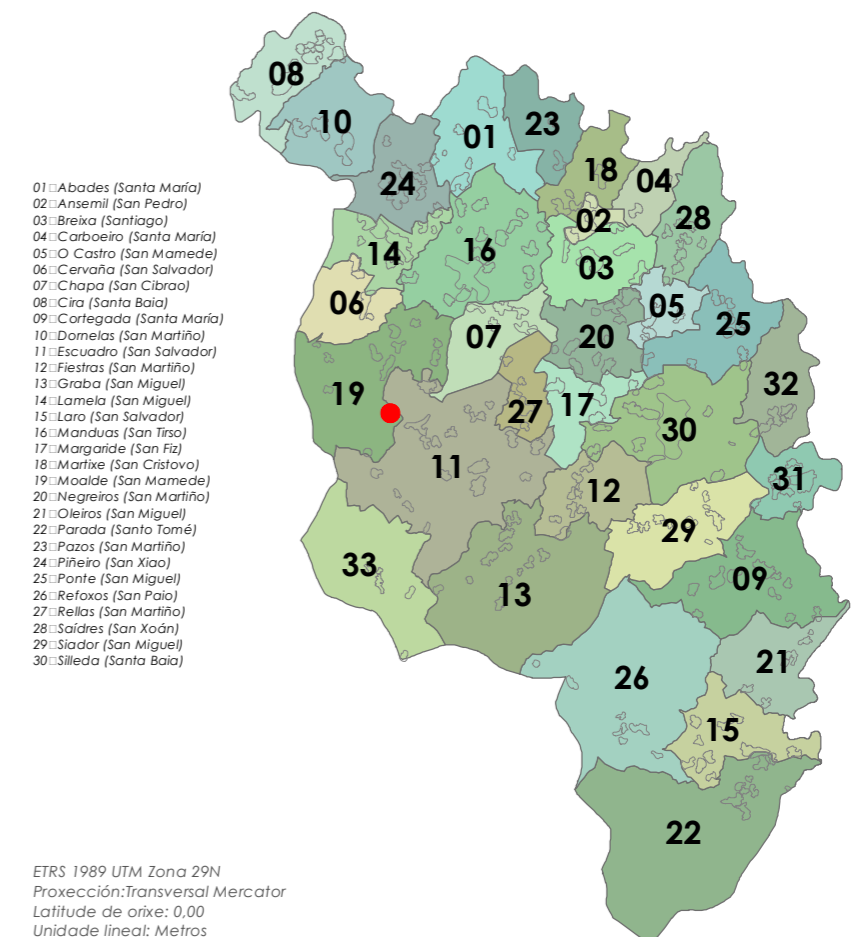 08
10
01
23
24
18
04
02
28
14
16
03
06
05
07
20
25
32
19
27
17
30
11
12
31
29
33
13
09
21
26
15
22
01□Abades (Santa María)
02□Ansemil (San Pedro)
03□Breixa (Santiago)
04□Carboeiro (Santa María)
05□O Castro (San Mamede)
06□Cervaña (San Salvador)
07□Chapa (San Cibrao)
08□Cira (Santa Baia)
09□Cortegada (Santa María)
10□Dornelas (San Martiño)
11□Escuadro (San Salvador)
12□Fiestras (San Martiño)
13□Graba (San Miguel)
14□Lamela (San Miguel)
15□Laro (San Salvador)
16□Manduas (San Tirso)
17□Margaride (San Fiz)
18□Martixe (San Cristovo)
19□Moalde (San Mamede)
20□Negreiros (San Martiño)
21□Oleiros (San Miguel)
22□Parada (Santo Tomé)
23□Pazos (San Martiño)
24□Piñeiro (San Xiao)
25□Ponte (San Miguel)
26□Refoxos (San Paio)
27□Rellas (San Martiño)
28□Saídres (San Xoán)
29□Siador (San Miguel)
30□Silleda (Santa Baia)
ETRS 1989 UTM Zona 29N
Proxección:Transversal Mercator
Latitude de orixe: 0,00
Unidade lineal: Metros